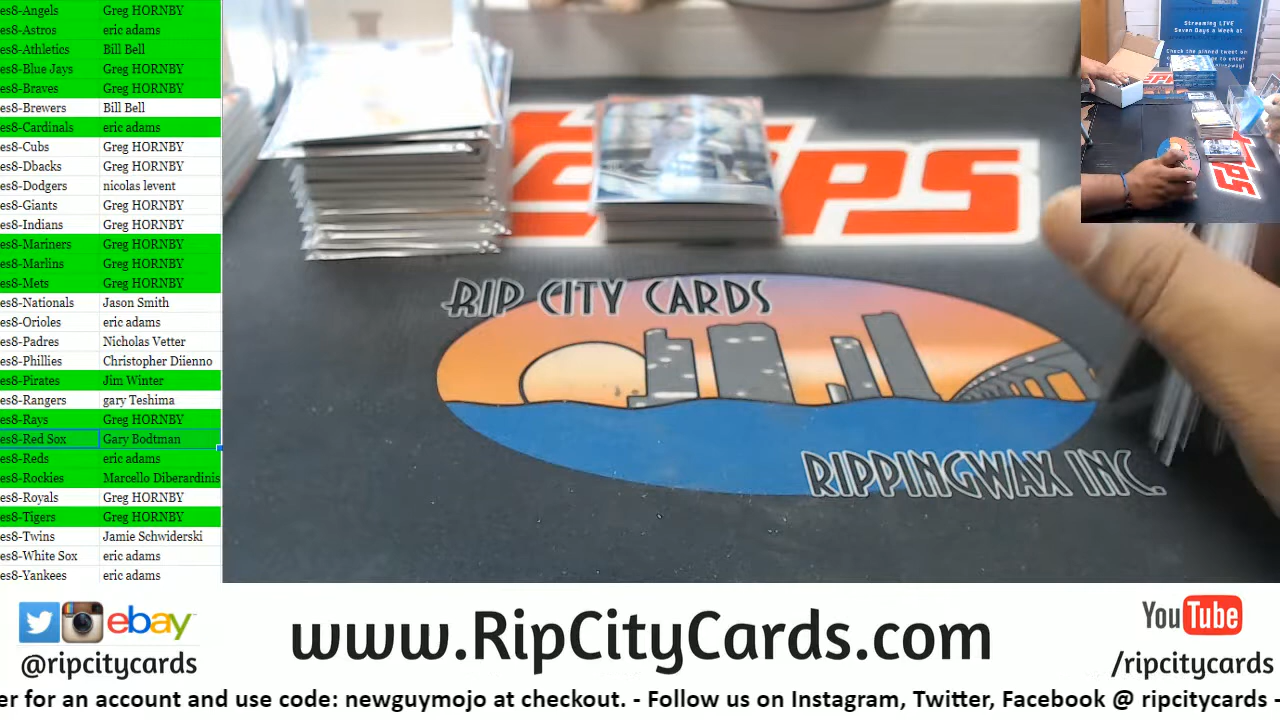 es8-Angels Greg HORNBY
es8-Astros eric adams
es8-Athletics Bill Bell
es8-Blue Jays Greg HORNBY
es8-Braves Greg HORNBY
es8-Brewers Bill Bell
es8-Cardinals eric adams
es8-Cubs Greg HORNBY
es8-Dbacks Greg HORNBY
es8-Dodgers nicolas levent
es8-Giants Greg HORNBY
es8-Indians Greg HORNBY
es8-Mariners Greg HORNBY
es8-Marlins Greg HORNBY
es8-Mets Greg HORNBY
es8-Nationals Jason Smith
es8-Orioles eric adams
es8-Padres Nicholas Vetter
es8-Phillies Christopher Diienno
es8-Pirates Jim Winter
es8-Rangers gary Teshima
es8-Rays Greg HORNBY
es8-Red Sox Gary Bodtman
es8-Reds eric adams
es8-Rockies Marcello Diberardinis
es8-Royals Greg HORNBY
es8-Tigers Greg HORNBY
es8-Twins Jamie Schwiderski
es8-White Sox eric adams
es8-Yankees eric adams
Streaming LIVE
Seven Days a Week at
Check the pinned tweet on
RIP CITY CARDS
RIPPINGWAX INC.
ebay
@ripcitycards
www.RipCityCards.com
YouTube
/ripcitycards
er for an account and use code: newguymojo at checkout. - Follow us on Instagram, Twitter, Facebook @ ripcitycards -